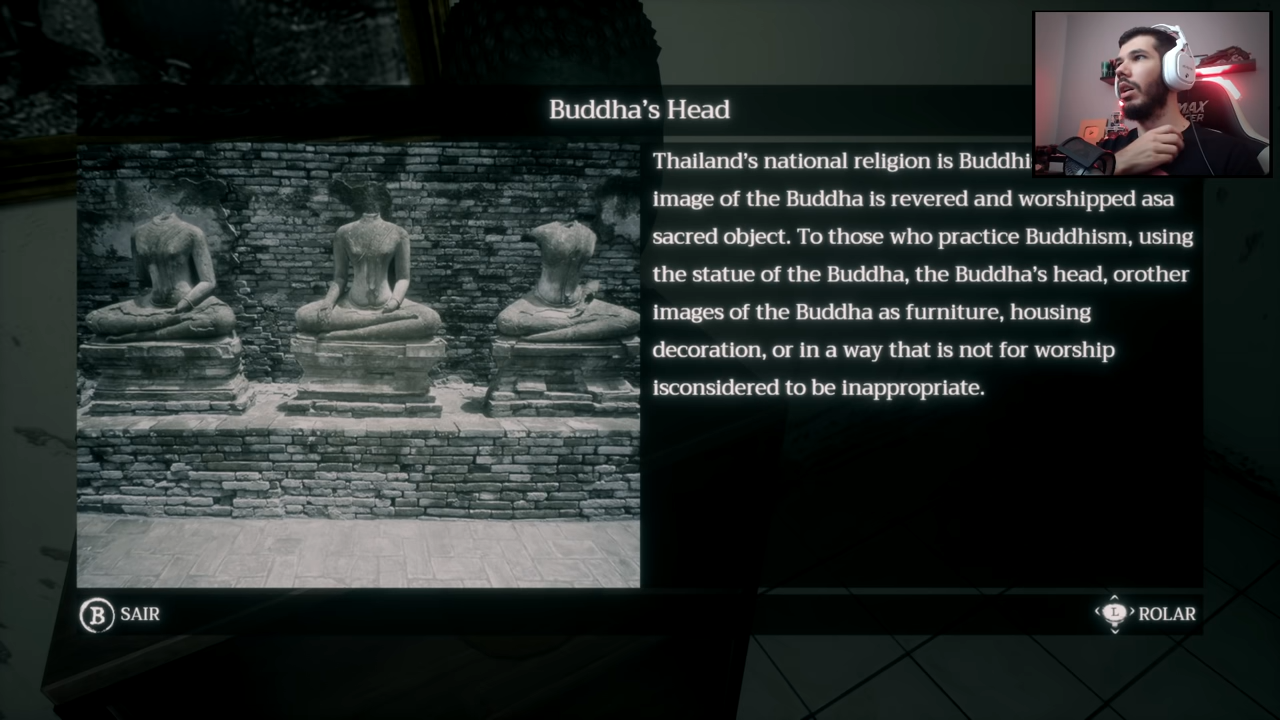 Buddha's Head
Thailand's national religion is
image of the Buddha is revered and worshipped asa
sacred object. To those who practice Buddhism, using
the statue of the Buddha, the Buddha's head, orother
images of the Buddha as furniture, housing
decoration, or in a way that is not for worship
isconsidered to be inappropriate.
B SAIR
L ROLAR